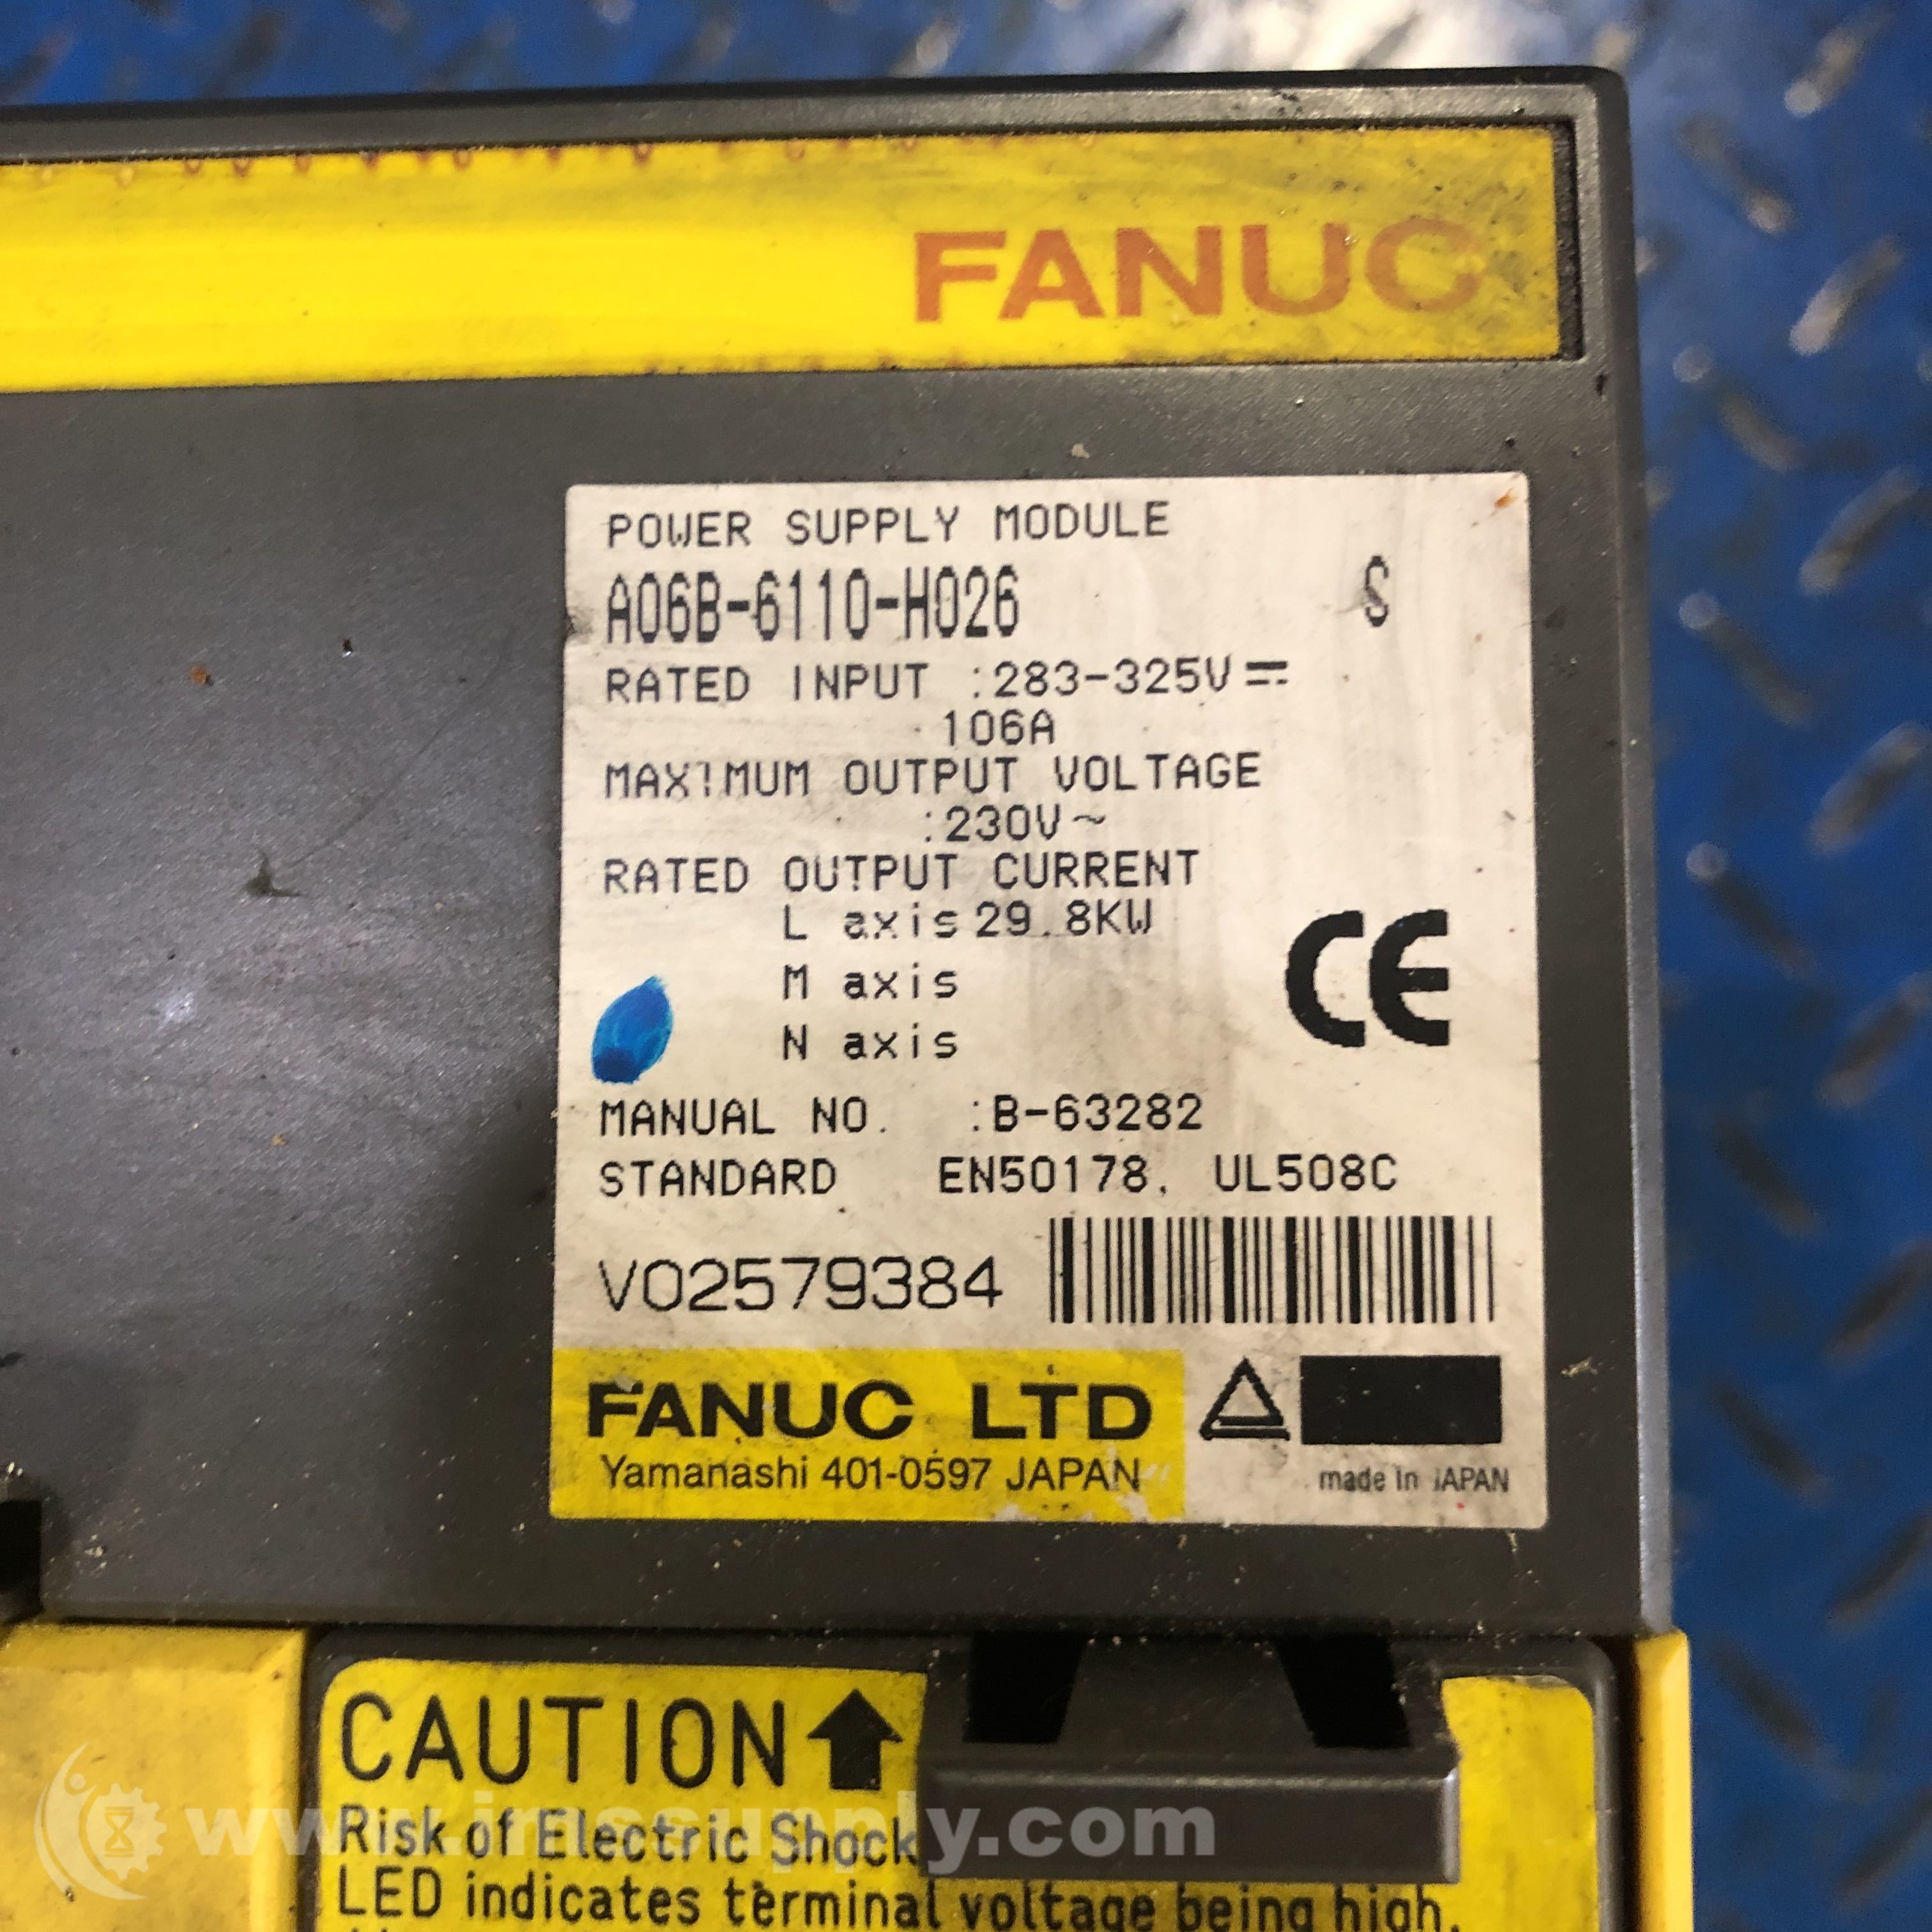 FANUC
POWER SUPPLY MODULE
A06B-6110-H026 S
RATED INPUT :283-325V⎓
106A
MAXIMUM OUTPUT VOLTAGE
:230V~
RATED OUTPUT CURRENT
L axis 29.8KW
M axis
N axis
CE
MANUAL NO. :B-63282
STANDARD EN50178, UL508C
V02579384
FANUC LTD
Yamanashi 401-0597 JAPAN
made in JAPAN
CAUTION
Risk of Electric Shock
LED indicates terminal voltage being high.
www.imssupply.com